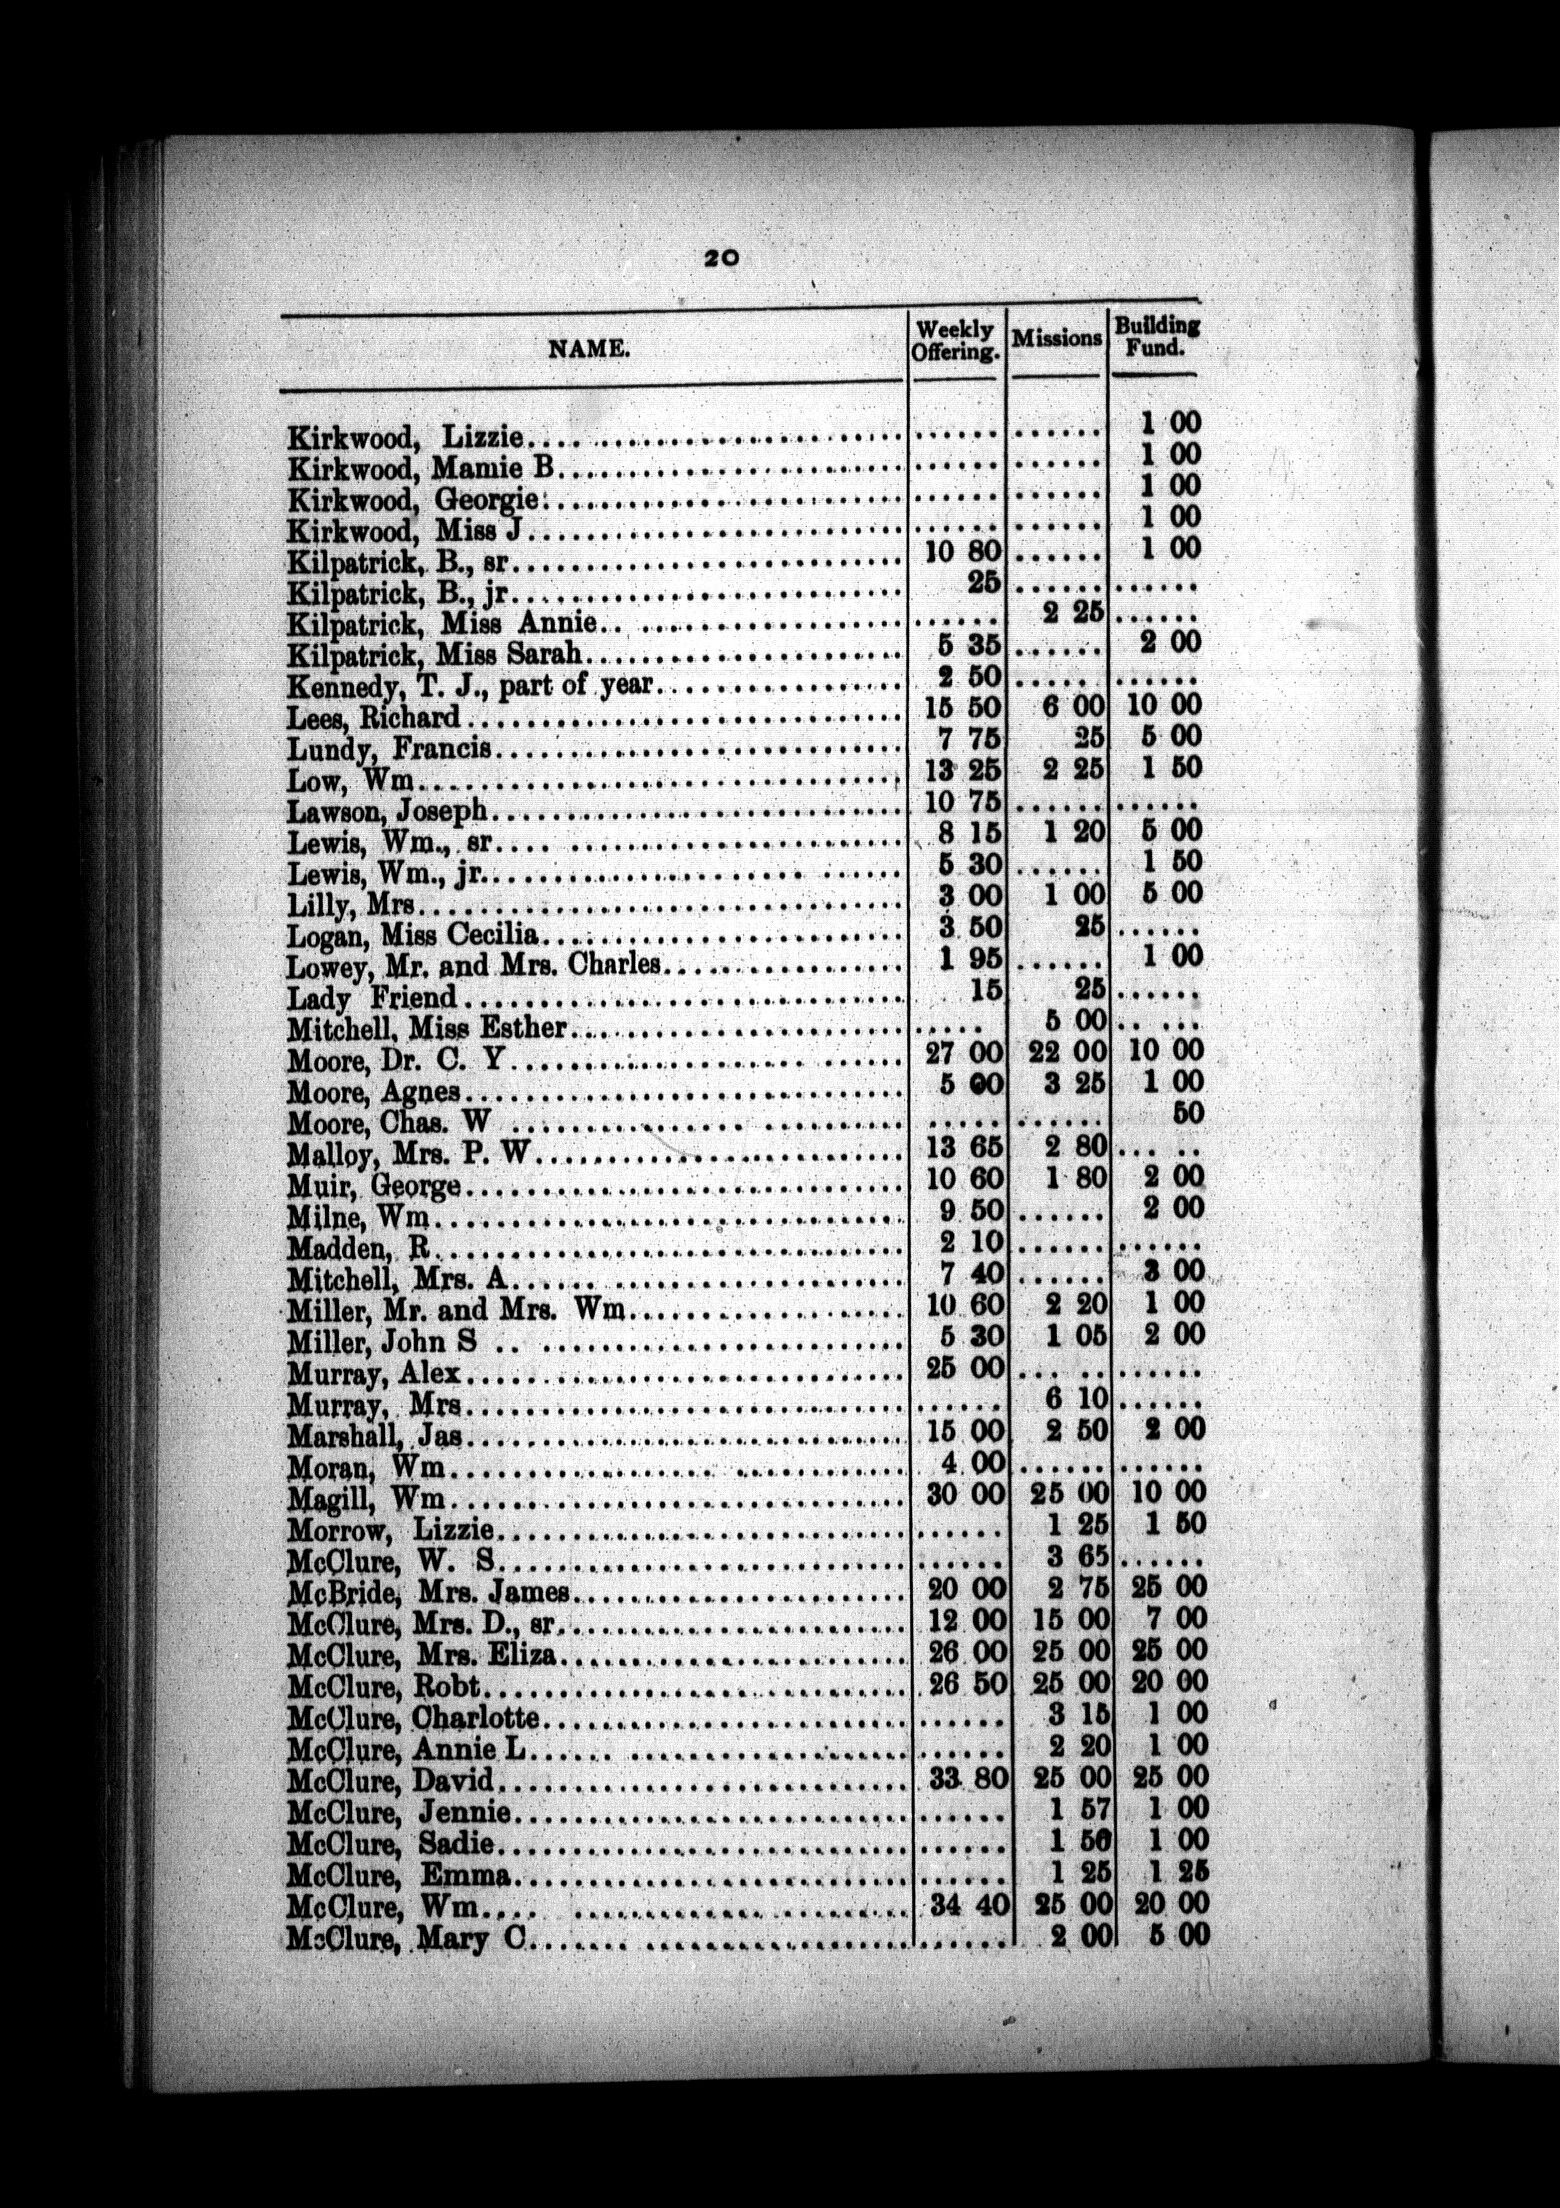 20
NAME. Weekly Offering. Missions Building Fund.
Kirkwood, Lizzie.... ........................ ...... ...... 1 00
Kirkwood, Mamie B........................ ...... ...... 1 00
Kirkwood, Georgie........................ ...... ...... 1 00
Kirkwood, Miss J........................ ...... ...... 1 00
Kilpatrick, B., sr........................ 10 80 ...... 1 00
Kilpatrick, B., jr........................ 25 ...... ......
Kilpatrick, Miss Annie.. .................. ...... 2 25 ......
Kilpatrick, Miss Sarah.................... 5 35 ...... 2 00
Kennedy, T. J., part of year................ 2 50 ..... ......
Lees, Richard............................ 15 50 6 00 10 00
Lundy, Francis........................... 7 75 25 5 00
Low, Wm................................ 13 25 2 25 1 50
Lawson, Joseph........................... 10 75 ...... ......
Lewis, Wm., sr.... ...................... 8 15 1 20 5 00
Lewis, Wm., jr...................... ...... 5 30 ...... 1 50
Lilly, Mrs................................ 3 00 1 00 5 00
Logan, Miss Cecilia........................ 3 50 25 ......
Lowey, Mr. and Mrs. Charles................ 1 95 ...... 1 00
Lady Friend............................. 15 25 ......
Mitchell, Miss Esther...................... ..... 5 00 .. ...
Moore, Dr. C. Y.................... ...... 27 00 22 00 10 00
Moore, Agnes............................. 5 00 3 25 1 00
Moore, Chas. W ................ .......... ..... ...... 50
Malloy, Mrs. P. W........................ 13 65 2 80 ... ..
Muir, George............................. 10 60 1 80 2 00
Milne, Wm............................... 9 50 ...... 2 00
Madden, R............................... 2 10 ...... ......
Mitchell, Mrs. A...... .................... 7 40 ...... 3 00
Miller, Mr. and Mrs. Wm.................. 10 60 2 20 1 00
Miller, John S .. ........................ 5 30 1 05 2 00
Murray, Alex............................. 25 00 ... .. ......
Murray, Mrs............................. ...... 6 10 ......
Marshall, Jas............................. 15 00 2 50 2 00
Moran, Wm................. ............ 4 00 ...... ......
Magill, Wm.............................. 30 00 25 00 10 00
Morrow, Lizzie........................... ...... 1 25 1 50
McClure, W. S........................... ...... 3 65 ......
McBride, Mrs. James...................... 20 00 2 75 25 00
McClure, Mrs. D., sr....................... 12 00 15 00 7 00
McClure, Mrs. Eliza....................... 26 00 25 00 25 00
McClure, Robt............................ 26 50 25 00 20 00
McClure, Charlotte........................ ...... 3 15 1 00
McClure, Annie L...... .................. ...... 2 20 1 00
McClure, David........................... 33 80 25 00 25 00
McClure, Jennie.......................... ...... 1 57 1 00
McClure, Sadie........................... ...... 1 50 1 00
McClure, Emma.......................... ...... 1 25 1 25
McClure, Wm.... ...................... 34 40 25 00 20 00
McClure, Mary C....... .................. ...... 2 00 5 00